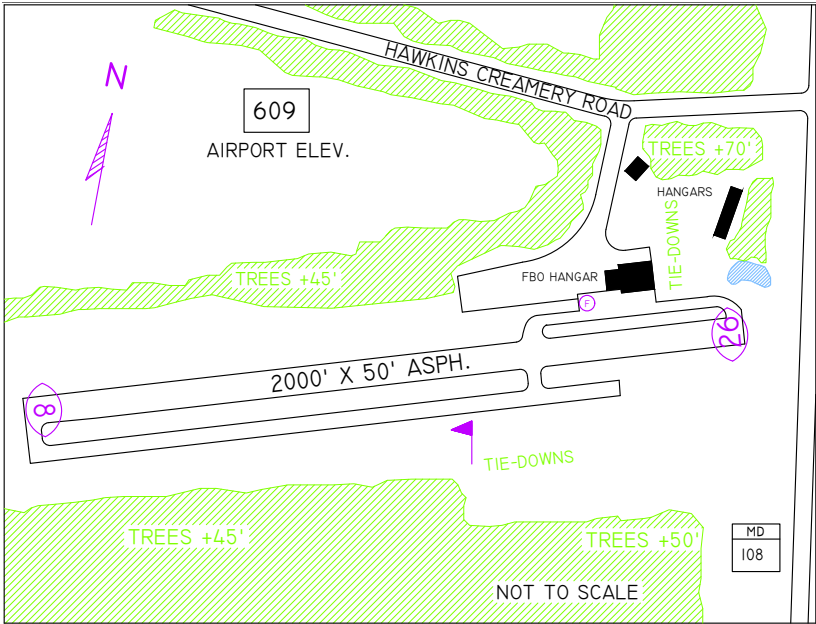 HAWKINS CREAMERY ROAD
N
609
AIRPORT ELEV.
TREES +70'
HANGARS
TIE-DOWNS
TREES +45'
FBO HANGAR
F
26
2000' X 50' ASPH.
8
TIE-DOWNS
TREES +45'
TREES +50'
MD
108
NOT TO SCALE